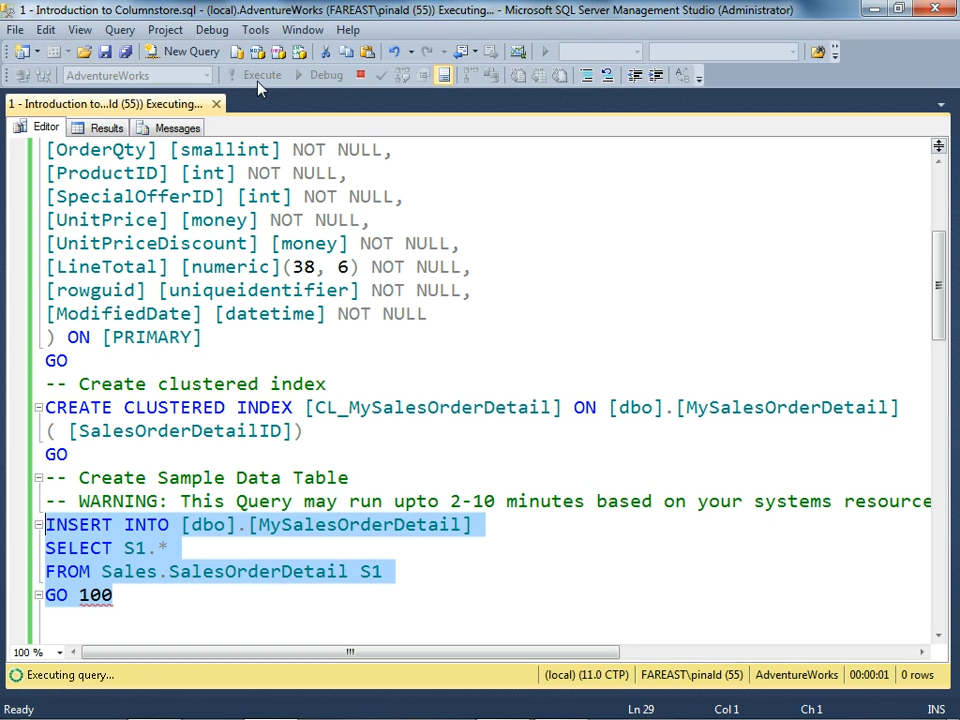 1 - Introduction to Columnstore.sql - (local).AdventureWorks (FAREAST\pinald (55)) Executing... - Microsoft SQL Server Management Studio (Administrator)
File Edit View Query Project Debug Tools Window Help
New Query
AdventureWorks Execute Debug
1 - Introduction to...ld (55)) Executing...
Editor Results Messages
[OrderQty] [smallint] NOT NULL,
[ProductID] [int] NOT NULL,
[SpecialOfferID] [int] NOT NULL,
[UnitPrice] [money] NOT NULL,
[UnitPriceDiscount] [money] NOT NULL,
[LineTotal] [numeric](38, 6) NOT NULL,
[rowguid] [uniqueidentifier] NOT NULL,
[ModifiedDate] [datetime] NOT NULL
) ON [PRIMARY]
GO
-- Create clustered index
CREATE CLUSTERED INDEX [CL_MySalesOrderDetail] ON [dbo].[MySalesOrderDetail]
( [SalesOrderDetailID])
GO
-- Create Sample Data Table
-- WARNING: This Query may run upto 2-10 minutes based on your systems resource
INSERT INTO [dbo].[MySalesOrderDetail]
SELECT S1.*
FROM Sales.SalesOrderDetail S1
GO 100
100 %
Executing query... (local) (11.0 CTP) FAREAST\pinald (55) AdventureWorks 00:00:01 0 rows
Ready Ln 29 Col 1 Ch 1 INS